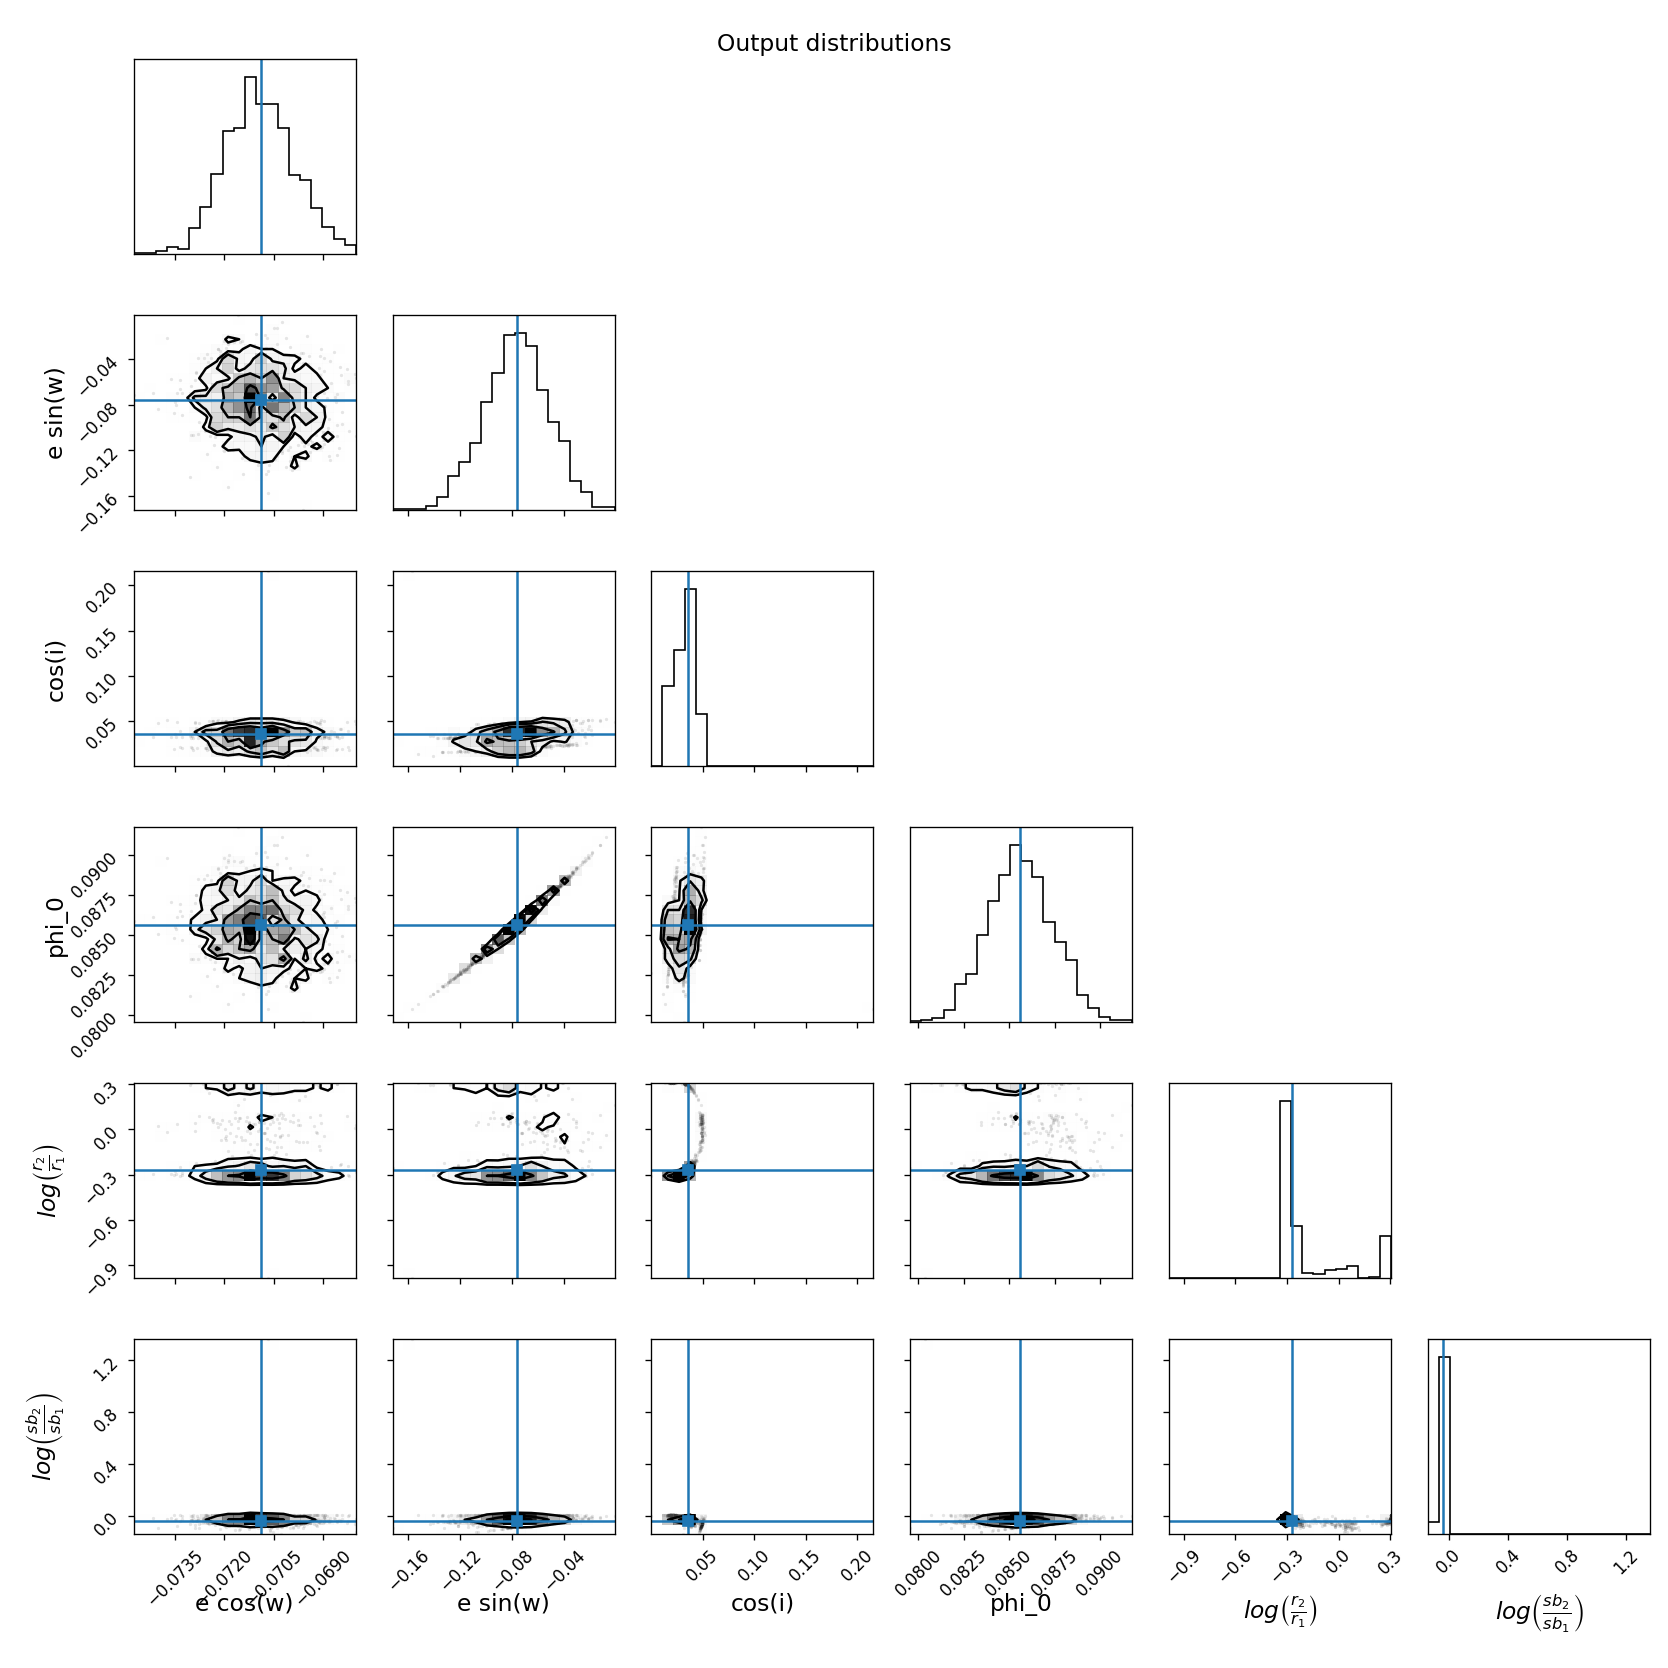 Output distributions
e sin(w)
−0.04
−0.08
−0.12
−0.16
cos(i)
0.20
0.15
0.10
0.05
phi_0
0.0900
0.0875
0.0850
0.0825
0.0800
log(r₂/r₁)
0.3
0.0
−0.3
−0.6
−0.9
log(sb₂/sb₁)
1.2
0.8
0.4
0.0
−0.0735 −0.0720 −0.0705 −0.0690
e cos(w)
−0.16 −0.12 −0.08 −0.04
e sin(w)
0.05 0.10 0.15 0.20
cos(i)
0.0800 0.0825 0.0850 0.0875 0.0900
phi_0
−0.9 −0.6 −0.3 0.0 0.3
log(r₂/r₁)
0.0 0.4 0.8 1.2
log(sb₂/sb₁)